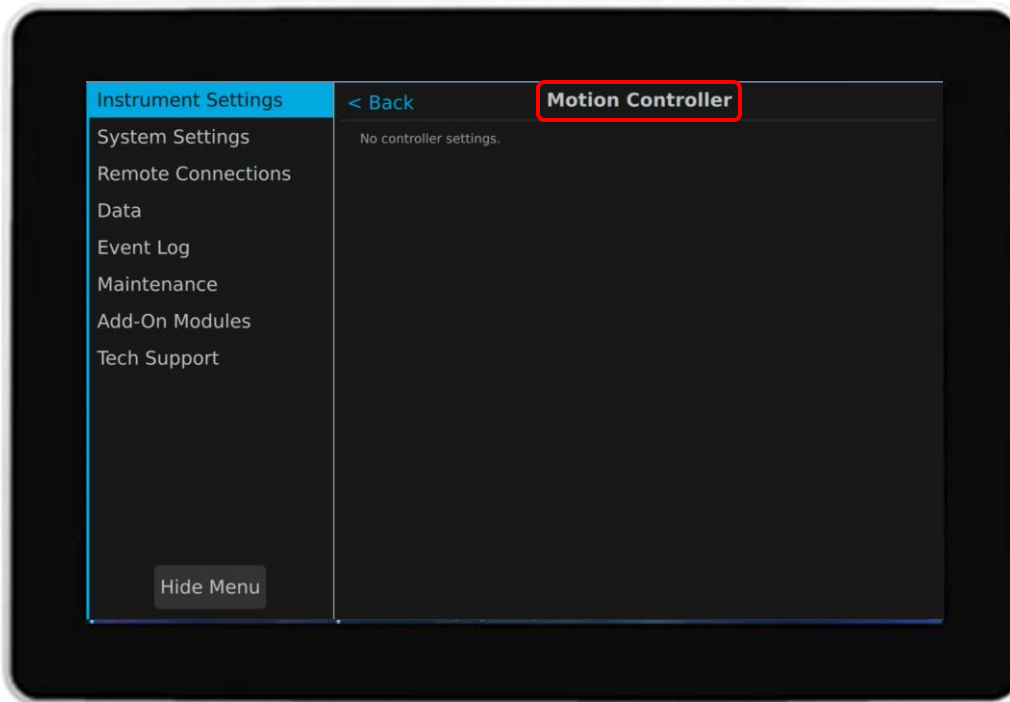 Instrument Settings
System Settings
Remote Connections
Data
Event Log
Maintenance
Add-On Modules
Tech Support
Hide Menu
< Back
Motion Controller
No controller settings.